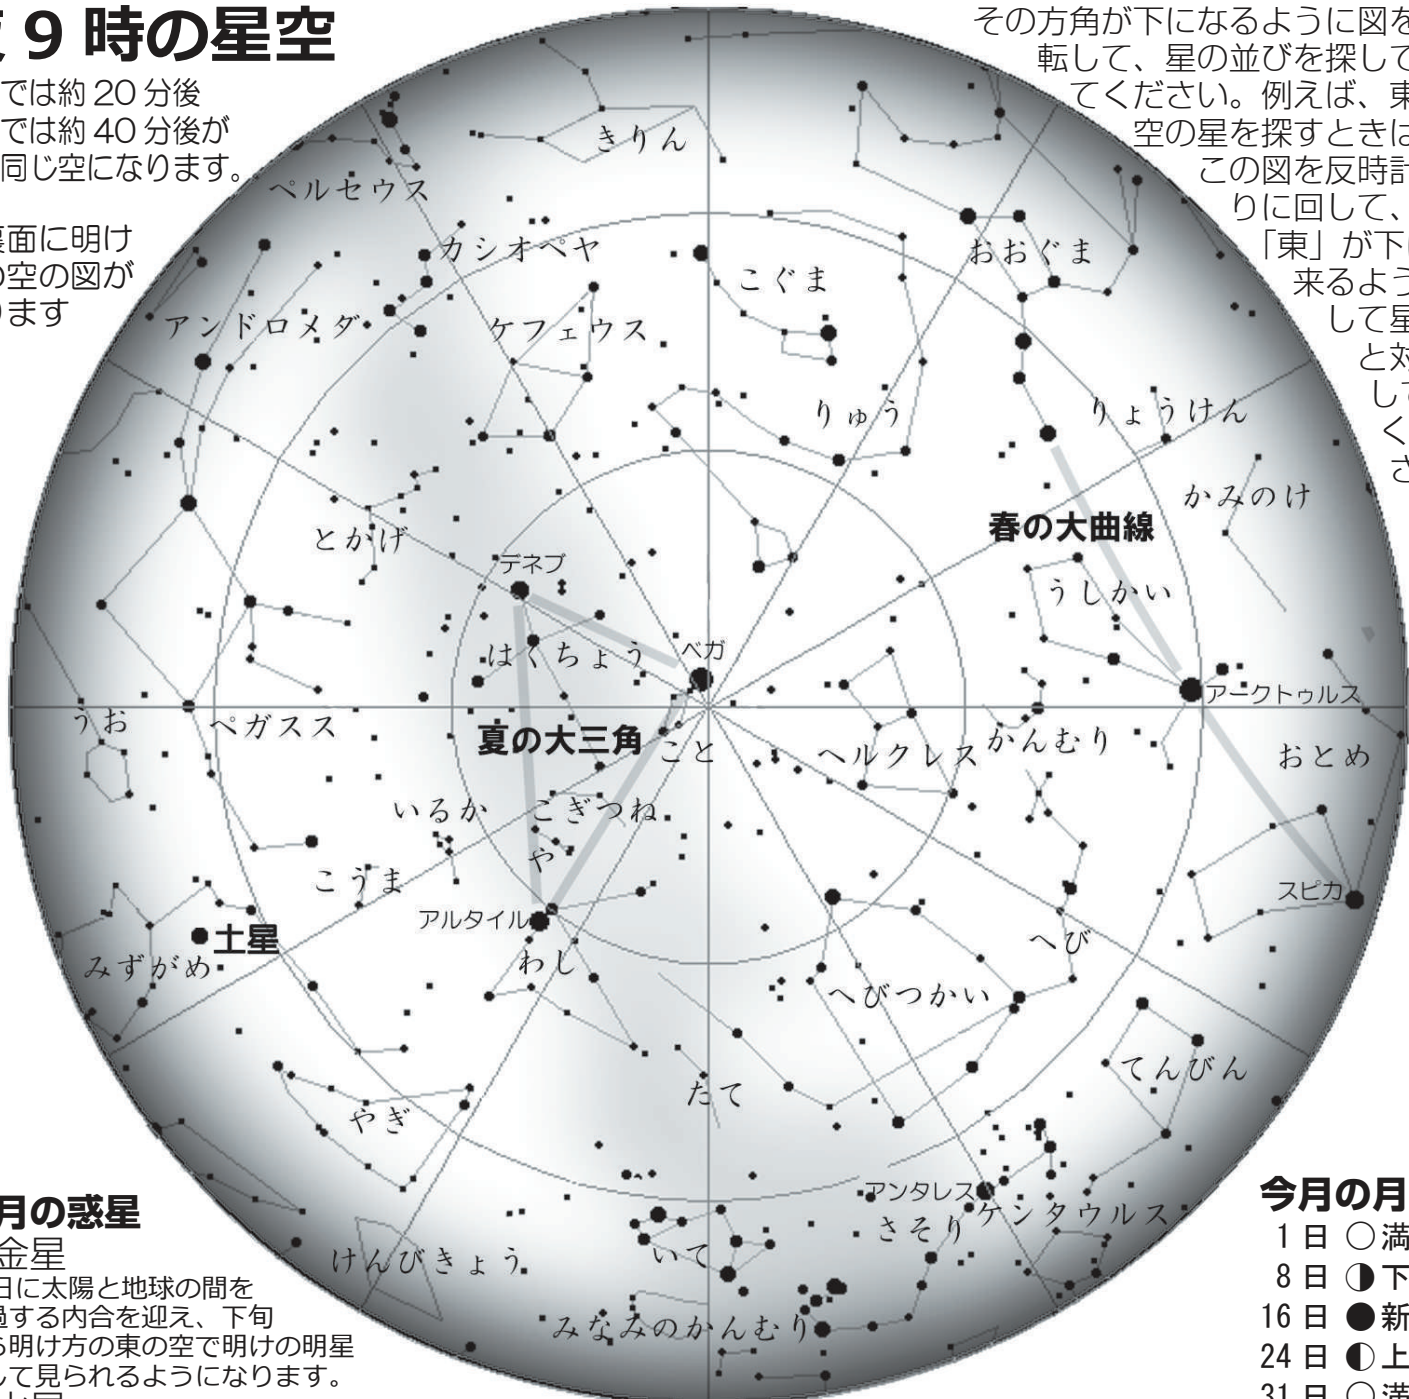 夜9時の星空
では約20分後
では約40分後が
同じ空になります。
裏面に明け
の空の図が
ります
その方角が下になるように図を
転して、星の並びを探して
てください。例えば、東
空の星を探すときは
この図を反時計
りに回して、
「東」が下に
来るよう
して星
と対
して
く
さ
きりん
ペルセウス
カシオペヤ
こぐま
おおぐま
アンドロメダ
ケフェウス
りゅう
りょうけん
かみのけ
とかげ
春の大曲線
デネブ
うしかい
はくちょう
ベガ
アークトゥルス
うお
ペガスス
夏の大三角
こと
ヘルクレス
かんむり
おとめ
いるか
こぎつね
や
こうま
スピカ
アルタイル
土星
へび
みずがめ
わし
へびつかい
てんびん
たて
やぎ
アンタレス
さそり
ケンタウルス
いて
けんびきょう
みなみのかんむり
月の惑星
金星
日に太陽と地球の間を
過する内合を迎え、下旬
ら明け方の東の空で明けの明星
して見られるようになります。
今月の月
1日 ○満
8日 ◑下
16日 ●新
24日 ◐上
31日 ○満